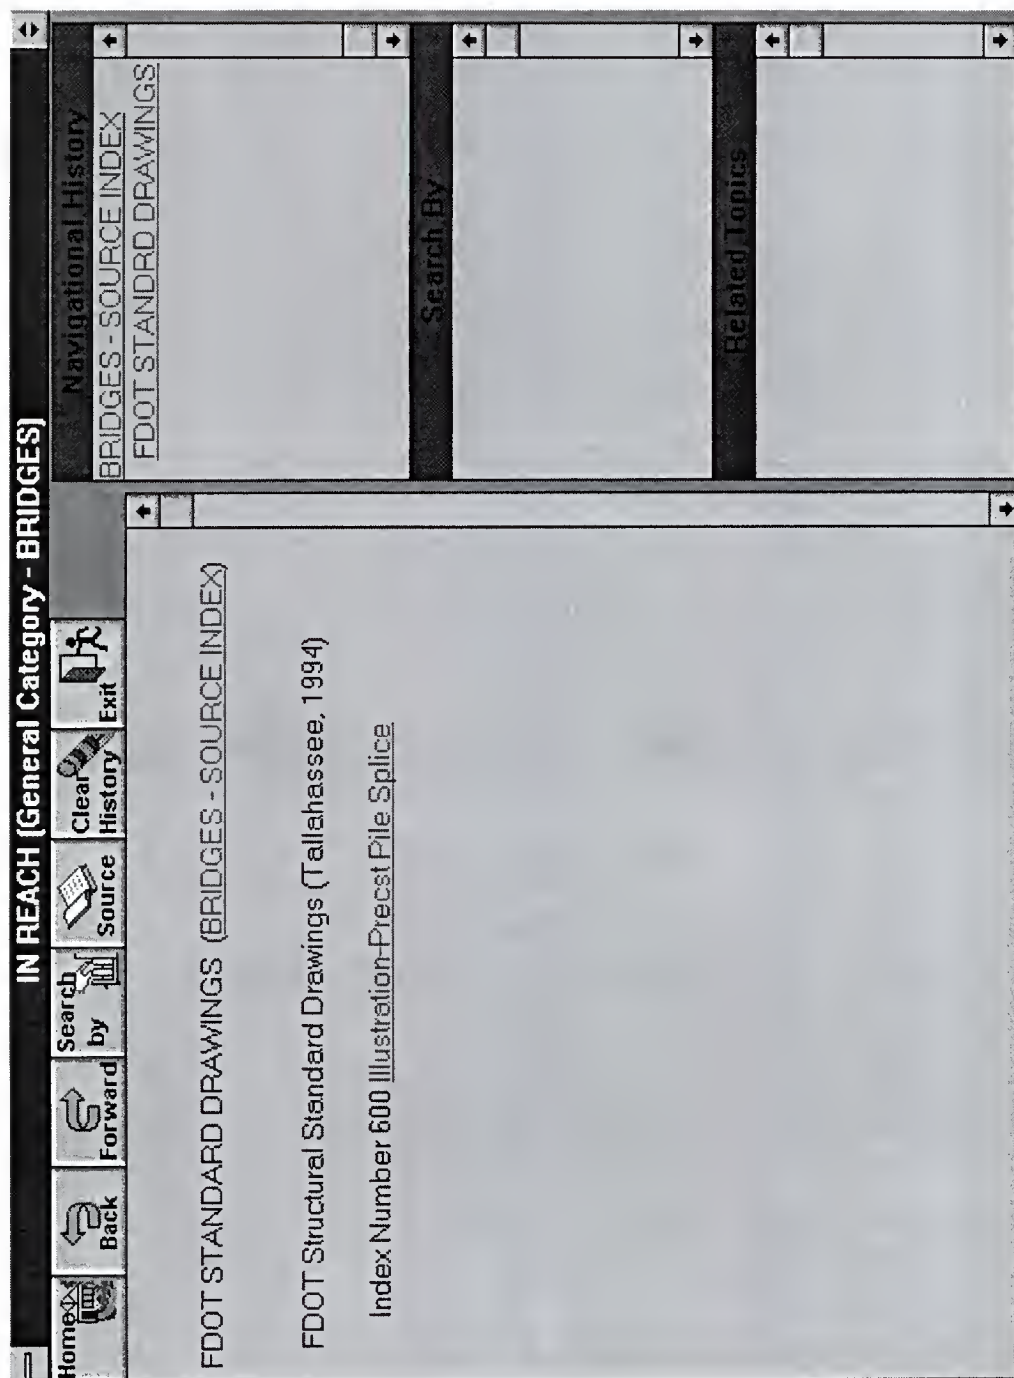 IN REACH [General Category - BRIDGES]
Home
Back
Forward
Search
by
Source
Clear
History
Exit
FDOT STANDARD DRAWINGS (BRIDGES - SOURCE INDEX)
FDOT Structural Standard Drawings (Tallahassee, 1994)
Index Number 600 Illustration-Precst Pile Splice
Navigational History
BRIDGES - SOURCE INDEX
FDOT STANDRD DRAWINGS
Search By
Related Topics